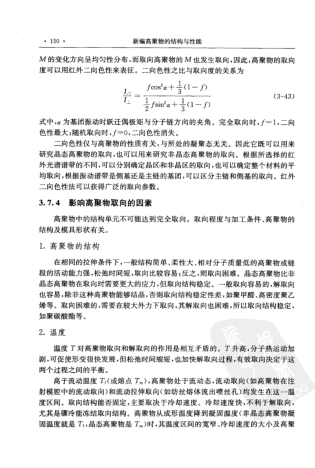 · 150 ·
新编高聚物的结构与性能
M 的变化方向呈均匀性分布,而取向高聚物的 M 也发生取向,因此,高聚物的取向
度可以用红外二向色性来表征。二向色性之比与取向度的关系为
I∥/I⊥ = (fcos²α + 1/3(1−f)) / (1/2 fsin²α + 1/3(1−f)) (3-43)
式中,α 为基团振动时跃迁偶极矩与分子链方向的夹角。完全取向时,f=1,二向
色性最大;随机取向时,f=0,二向色性消失。
二向色性仅与高聚物的性质有关,与所处的凝聚态无关。因此它既可以用来
研究晶态高聚物,也可以用来研究非晶态高聚物的取向。根据所选择的红
外光谱谱带的不同,可以分别确定晶区和非晶区的取向,也可以确定整个材料的平
均取向,根据振动谱带是侧基还是主链的基团,可以区分主链和侧基的取向。红外
二向色性法可以获得广泛的取向参数。
3.7.4 影响高聚物取向的因素
高聚物中的结构单元不可能达到完全取向。取向程度与加工条件、高聚物的
结构及模具形状有关。
1. 高聚物的结构
在相同的拉伸条件下,一般结构简单、柔性大、相对分子质量低的高聚物或链
段的活动能力强,松弛时间短,取向比较容易;反之,则取向困难。晶态高聚物比非
晶态高聚物在取向时需要更大的应力,但取向结构稳定。一般取向容易的,解取向
也容易,除非这种高聚物能够结晶,否则取向结构稳定性差,如聚甲醛、高密度聚乙
烯等。取向困难的,需要在较大外力下取向,其解取向也困难,所以取向结构稳定,
如聚碳酸酯等。
2. 温度
温度 T 对高聚物取向和解取向的作用是相互矛盾的。T 升高,分子热运动加
剧,可促使形变很快发展,但松弛时间缩短,也加快解取向过程,有效取向决定于这
两个过程之间的平衡。
高于流动温度 Tf(或熔点 Tm),高聚物处于流动态,流动取向(如高聚物在注
射模腔中的流动取向)和流动拉伸取向(如纺丝熔体流出喷丝孔)均发生在这一温
度区间。取向结构能否固定,主要取决于冷却速度。冷却速度快,不利于解取向,
尤其是骤冷能冻结取向结构。高聚物从成形温度降到凝固温度(非晶态高聚物凝
固温度就是 Tf,晶态高聚物是 Tm)时,其温度区间的宽窄、冷却速度的大小及高聚